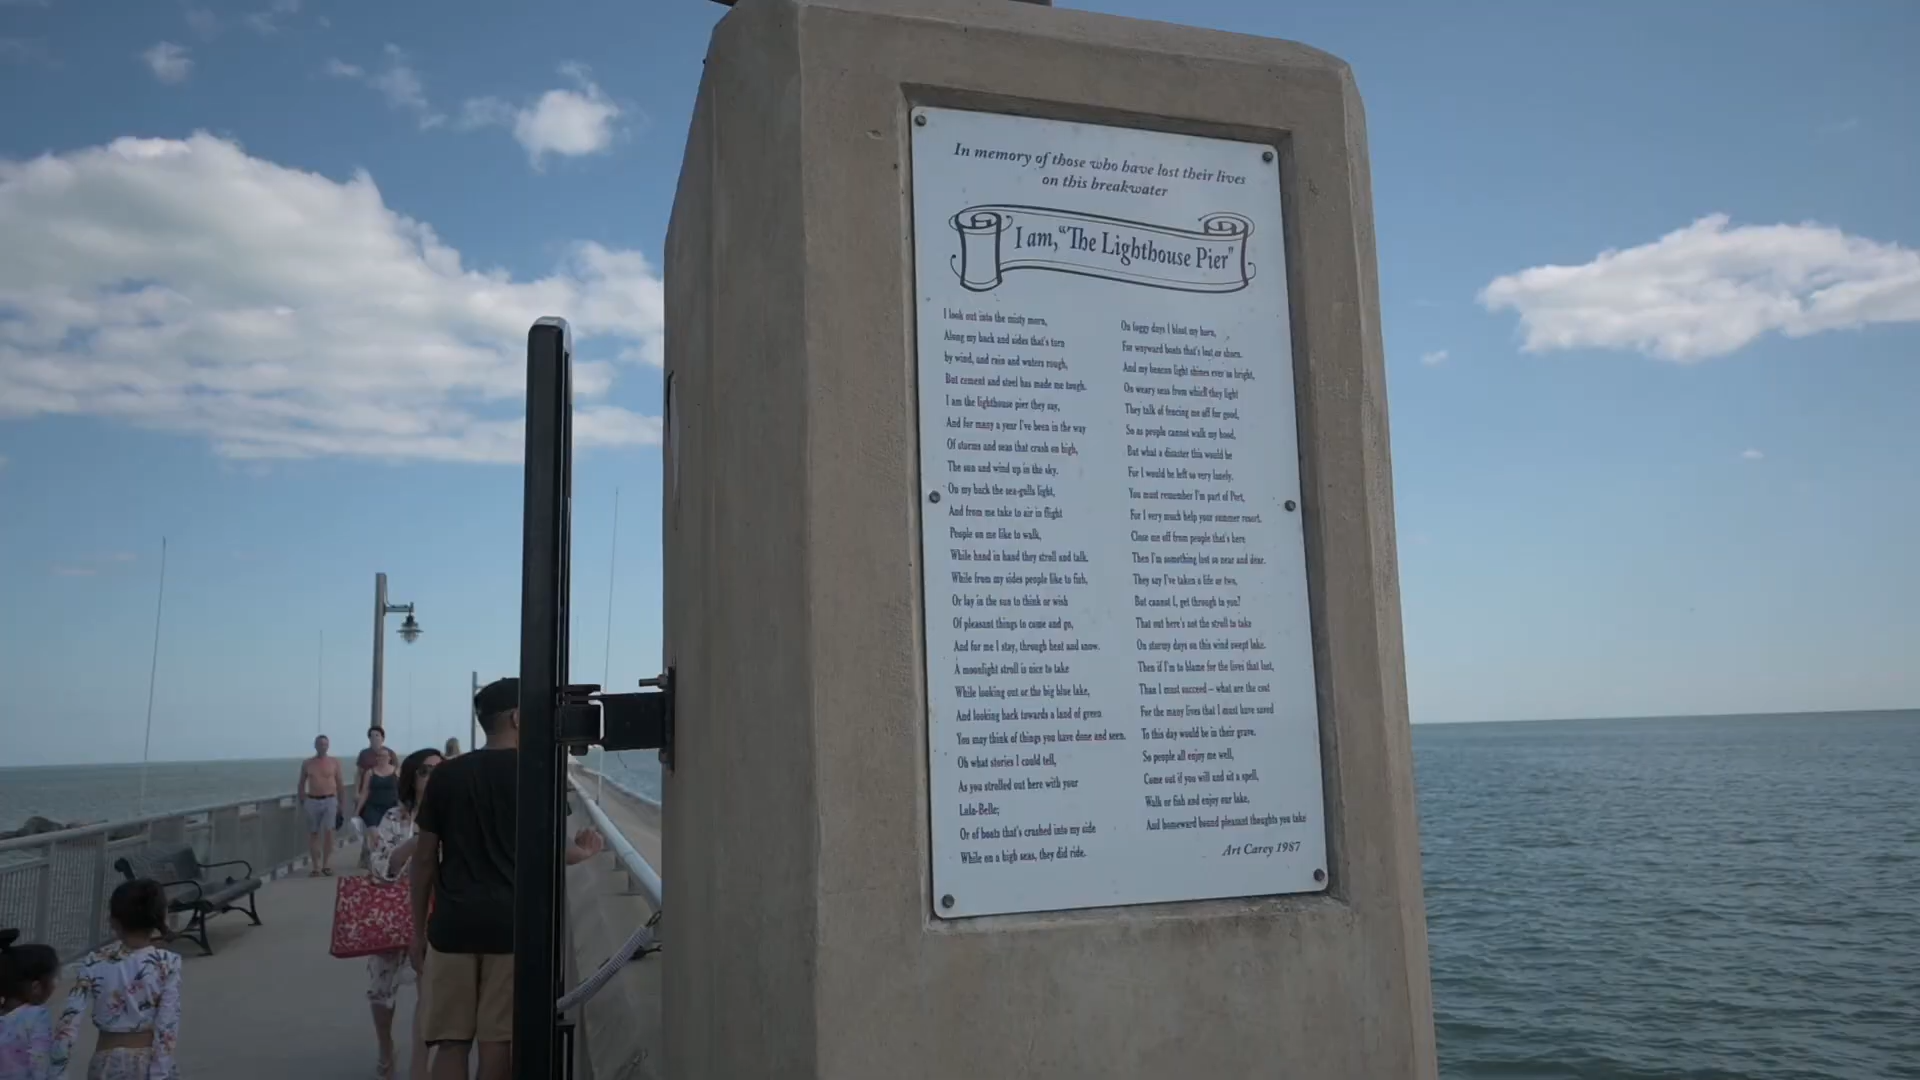 In memory of those who have lost their lives
on this breakwater
I am, "The Lighthouse Pier"
I look out into the misty morn,
Along my back and sides that's torn
by wind, and rain and waters rough,
But cement and steel has made me tough.
I am the lighthouse pier they say,
And for many a year I've been in the way
Of storms and seas that crash on high,
The sun and wind up in the sky.
On my back the sea-gulls light,
And from me take to air in flight
People on me like to walk,
While hand in hand they stroll and talk.
While from my sides people like to fish,
Or lay in the sun to think or wish
Of pleasant things to come and go,
And for me I stay, through heat and snow.
A moonlight stroll is nice to take
While looking out or the big blue lake,
And looking back towards a land of green
You may think of things you have done and seen.
Oh what stories I could tell,
As you strolled out here with your
Lula-Belle;
Or of boats that's crashed into my side
While on a high seas, they did ride.
On foggy days I blast my horn,
For wayward boats that's lost or shorn.
And my beacon light shines ever so bright,
On weary seas from which they fight
They talk of fencing me off for good,
So as people cannot walk my hood,
But what a disaster this would be
For I would be left so very lonely.
You must remember I'm part of Port,
For I very much help your summer resort,
Close me off from people that's here
Then I'm something lost so near and dear.
They say I've taken a life or two,
But cannot I, get through to you?
That out here's not the stroll to take
On stormy days on this wind swept lake.
Then if I'm to blame for the lives that lost,
Than I must succeed – what are the cost
For the many lives that I must have saved
To this day would be in their grave.
So people all enjoy me well,
Come out if you will and sit a spell,
Walk or fish and enjoy our lake,
And homeward bound pleasant thoughts you take
Art Carey 1987